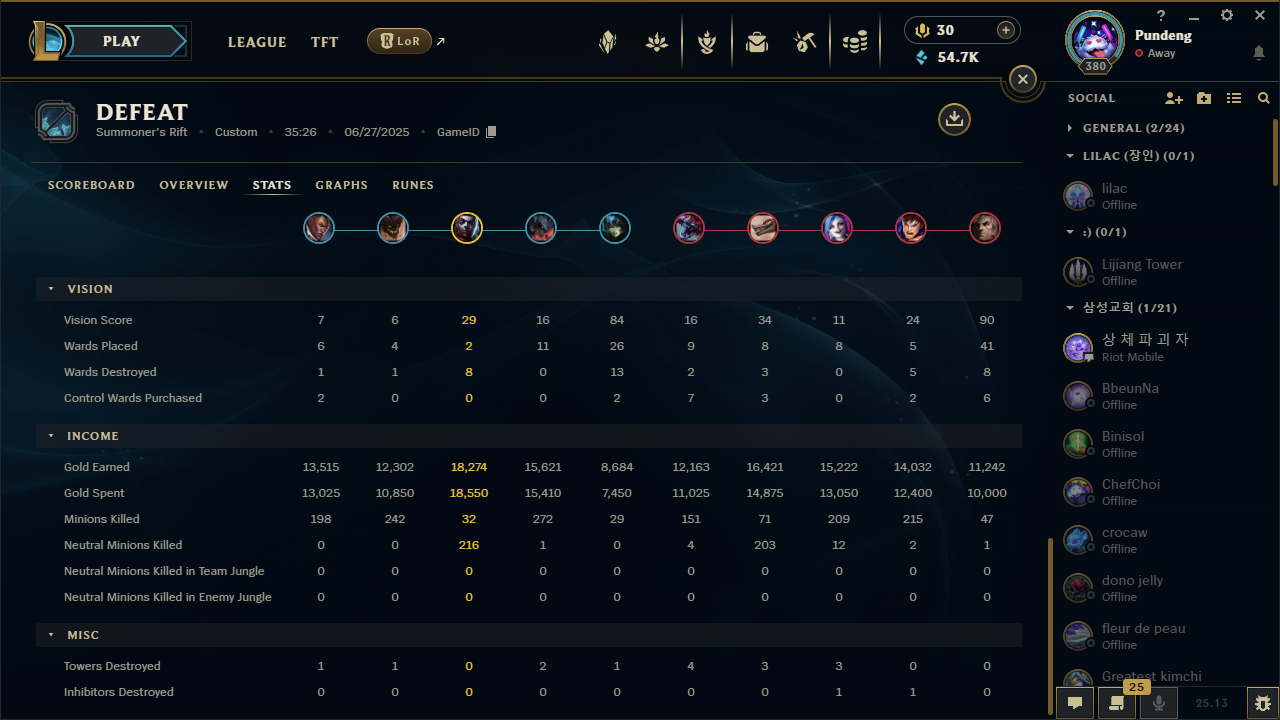 PLAY
LEAGUE TFT LoR
30
54.7K
380
Pundeng
Away
DEFEAT
Summoner's Rift • Custom • 35:26 • 06/27/2025 • GameID
SCOREBOARD OVERVIEW STATS GRAPHS RUNES
VISION
Vision Score 7 6 29 16 84 16 34 11 24 90
Wards Placed 6 4 2 11 26 9 8 8 5 41
Wards Destroyed 1 1 8 0 13 2 3 0 5 8
Control Wards Purchased 2 0 0 0 2 7 3 0 2 6
INCOME
Gold Earned 13,515 12,302 18,274 15,621 8,684 12,163 16,421 15,222 14,032 11,242
Gold Spent 13,025 10,850 18,550 15,410 7,450 11,025 14,875 13,050 12,400 10,000
Minions Killed 198 242 32 272 29 151 71 209 215 47
Neutral Minions Killed 0 0 216 1 0 4 203 12 2 1
Neutral Minions Killed in Team Jungle 0 0 0 0 0 0 0 0 0 0
Neutral Minions Killed in Enemy Jungle 0 0 0 0 0 0 0 0 0 0
MISC
Towers Destroyed 1 1 0 2 1 4 3 3 0 0
Inhibitors Destroyed 0 0 0 0 0 0 0 1 1 0
SOCIAL
GENERAL (2/24)
LILAC (장인) (0/1)
lilac
Offline
:) (0/1)
Lijiang Tower
Offline
삼성교회 (1/21)
상 체 파 괴 자
Riot Mobile
BbeunNa
Offline
Binisol
Offline
ChefChoi
Offline
crocaw
Offline
dono jelly
Offline
fleur de peau
Offline
Greatest kimchi
25
25.13